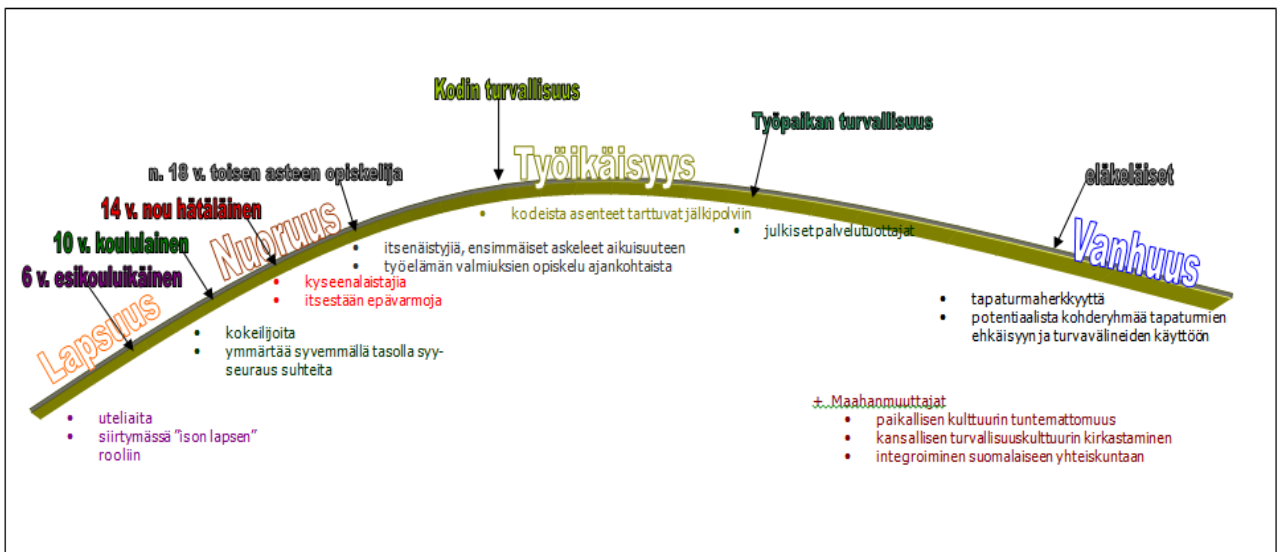 Kodin turvallisuus
Työpaikan turvallisuus
Työikäisyys
n. 18 v. toisen asteen opiskelija
eläkeläiset
14 v. nou hätäläinen
Nuoruus
kodeista asenteet tarttuvat jälkipolviin
julkiset palvelutuottajat
10 v. koululainen
itsenäistyjiä, ensimmäiset askeleet aikuisuuteen
työelämän valmiuksien opiskelu ajankohtaista
Vanhuus
6 v. esikouluikäinen
kyseenalaistajia
itsestään epävarmoja
Lapsuus
tapaturmaherkkyyttä
potentiaalista kohderyhmää tapaturmien
ehkäisyyn ja turvavälineiden käyttöön
kokeilijoita
ymmärtää syvemmällä tasolla syy-
seuraus suhteita
uteliaita
siirtymässä "ison lapsen"
rooliin
+ Maahanmuuttajat
paikallisen kulttuurin tuntemattomuus
kansallisen turvallisuuskulttuurin kirkastaminen
integroiminen suomalaiseen yhteiskuntaan